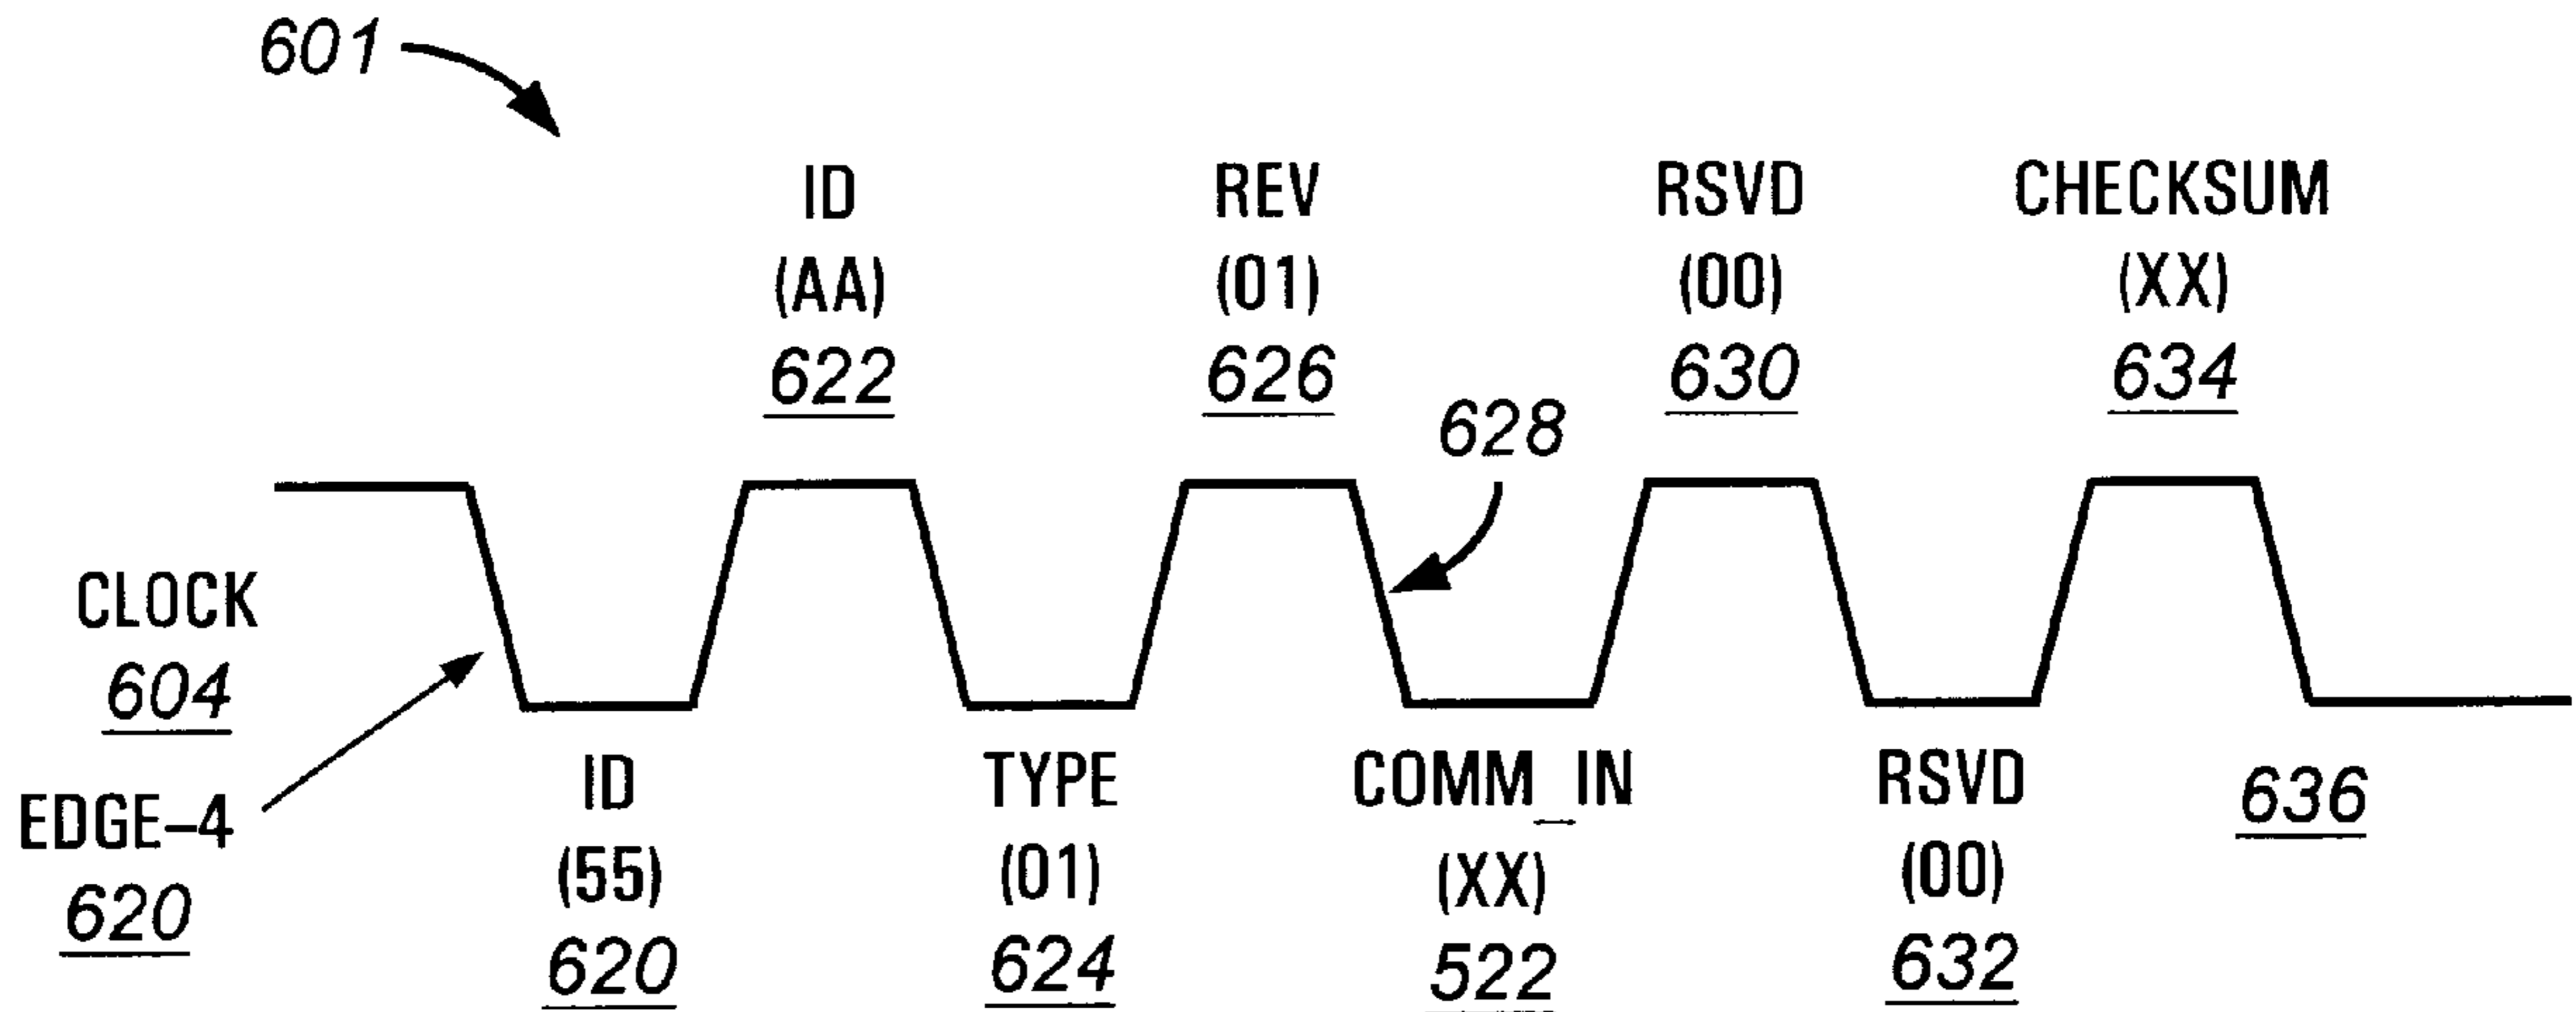 601
ID
(AA)
622
REV
(01)
626
RSVD
(00)
630
CHECKSUM
(XX)
634
628
CLOCK
604
EDGE-4
620
ID
(55)
620
TYPE
(01)
624
COMM_IN
(XX)
522
RSVD
(00)
632
636